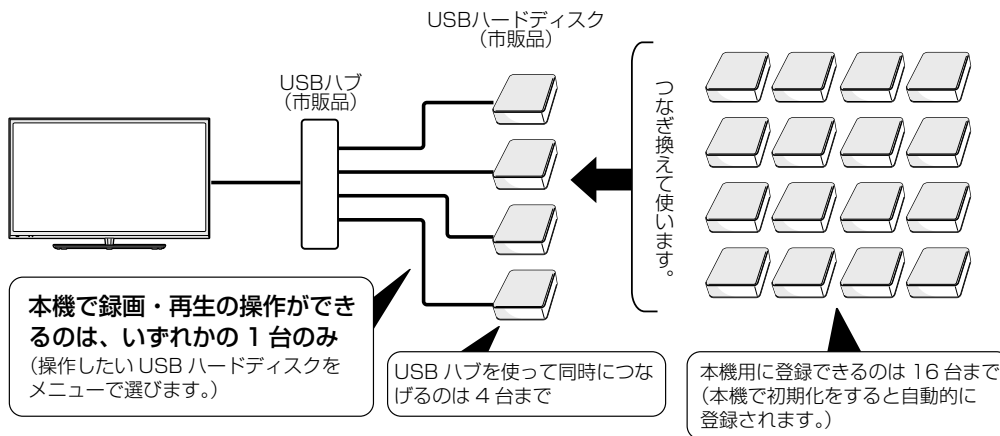 USBハードディスク
（市販品）
USBハブ
（市販品）
つなぎ換えて使います。
本機で録画・再生の操作ができ
るのは、いずれかの 1 台のみ
（操作したい USB ハードディスクを
メニューで選びます。）
USB ハブを使って同時につな
げるのは 4 台まで
本機用に登録できるのは 16 台まで
（本機で初期化をすると自動的に
登録されます。）